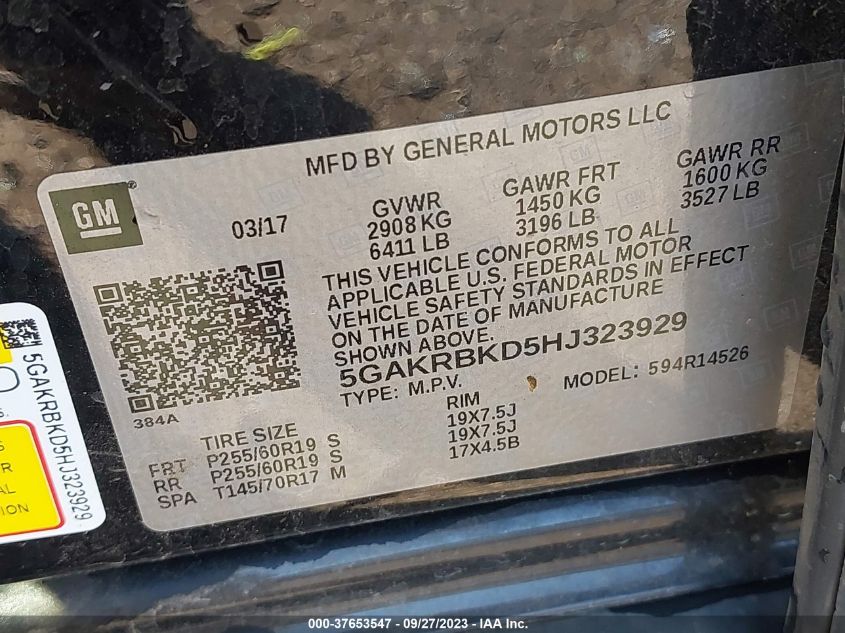 MFD BY GENERAL MOTORS LLC
GM
03/17
GVWR
2908 KG
6411 LB
GAWR FRT
1450 KG
3196 LB
GAWR RR
1600 KG
3527 LB
THIS VEHICLE CONFORMS TO ALL
APPLICABLE U.S. FEDERAL MOTOR
VEHICLE SAFETY STANDARDS IN EFFECT
ON THE DATE OF MANUFACTURE
SHOWN ABOVE.
5GAKRBKD5HJ323929
TYPE: M.P.V.
MODEL: 594R14526
384A
TIRE SIZE
RIM
FRT P255/60R19 S 19X7.5J
RR P255/60R19 S 19X7.5J
SPA T145/70R17 M 17X4.5B
5GAKRBKD5HJ323929
000-37653547 - 09/27/2023 - IAA Inc.